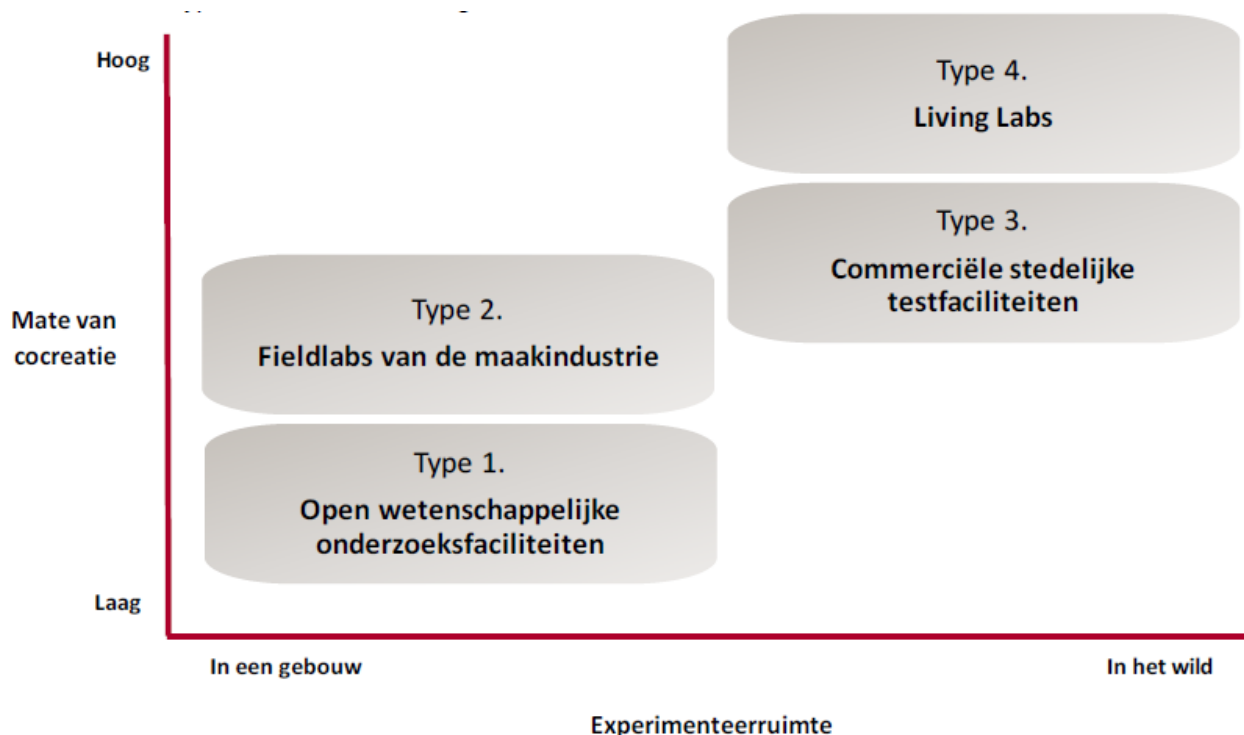 Hoog
Type 4.
Living Labs
Type 3.
Commerciële stedelijke
testfaciliteiten
Type 2.
Fieldlabs van de maakindustrie
Mate van
cocreatie
Type 1.
Open wetenschappelijke
onderzoeksfaciliteiten
Laag
In een gebouw
In het wild
Experimenteerruimte